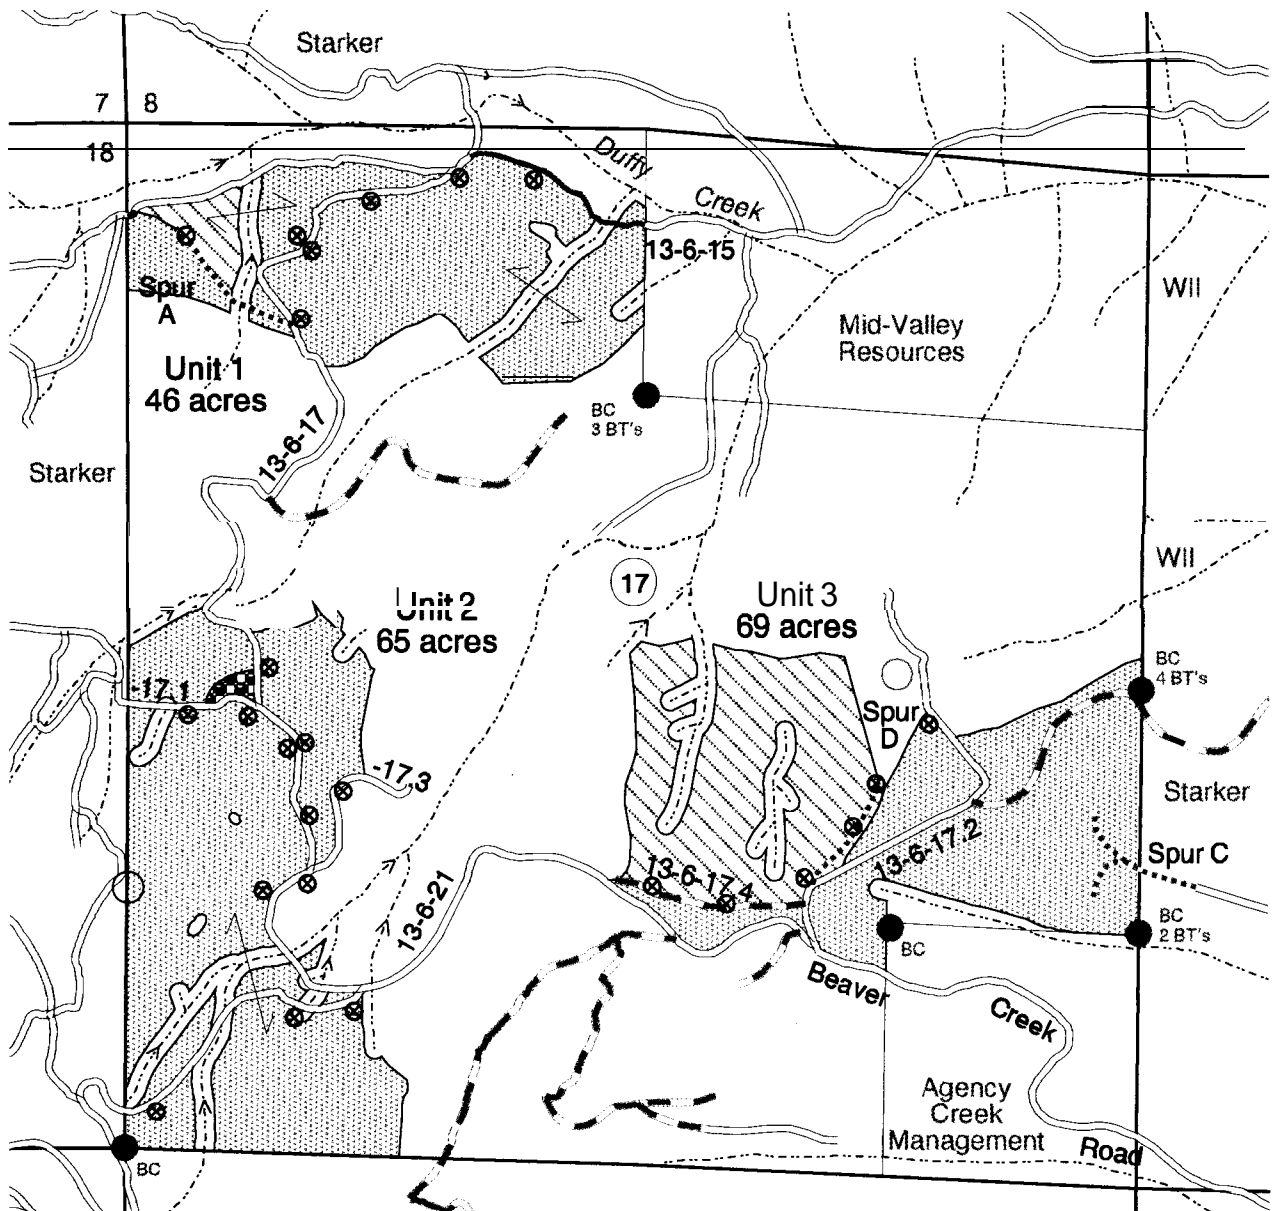 Starker
7 8
18
Duffy
Creek
13-6-15
Spur
A
WII
Mid-Valley
Resources
Unit 1
46 acres
BC
3 BT's
13-6-17
Starker
WII
17
Unit 2
65 acres
Unit 3
69 acres
BC
4 BT's
-17.1
Spur
D
-17.3
Starker
13-6-17.2
Spur C
13-6-17.4
13-6-21
BC
2 BT's
BC
Beaver
Creek
Agency
Creek
Management
Road
BC